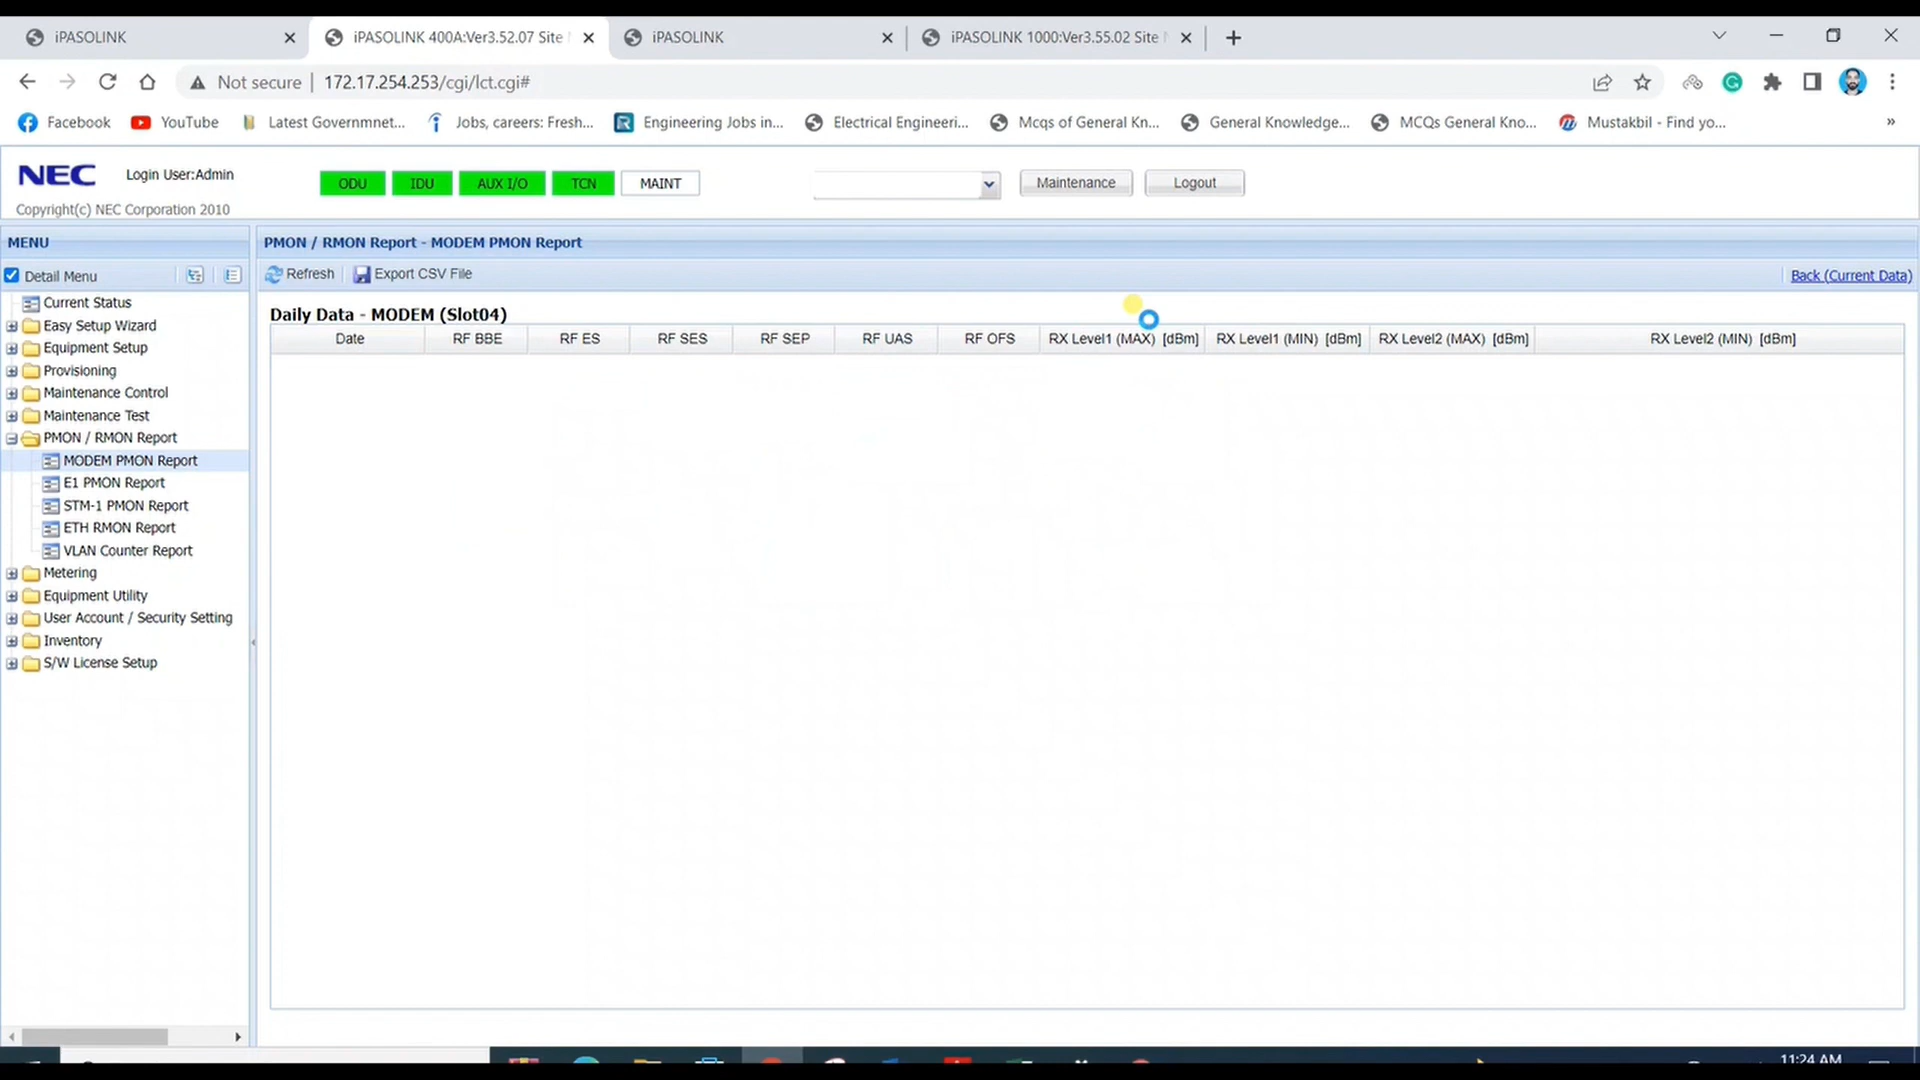 iPASOLINK
iPASOLINK 400A:Ver3.52.07 Site
iPASOLINK
iPASOLINK 1000:Ver3.55.02 Site
Not secure
172.17.254.253/cgi/lct.cgi#
Facebook
YouTube
Latest Governmnet...
Jobs, careers: Fresh...
Engineering Jobs in...
Electrical Engineeri...
Mcqs of General Kn...
General Knowledge...
MCQs General Kno...
Mustakbil - Find yo...
»
NEC
Login User:Admin
ODU
IDU
AUX I/O
TCN
MAINT
Maintenance
Logout
Copyright(c) NEC Corporation 2010
MENU
PMON / RMON Report - MODEM PMON Report
Detail Menu
Refresh
Export CSV File
Back (Current Data)
Current Status
Easy Setup Wizard
Equipment Setup
Provisioning
Maintenance Control
Maintenance Test
PMON / RMON Report
MODEM PMON Report
E1 PMON Report
STM-1 PMON Report
ETH RMON Report
VLAN Counter Report
Metering
Equipment Utility
User Account / Security Setting
Inventory
S/W License Setup
Daily Data - MODEM (Slot04)
Date RF BBE RF ES RF SES RF SEP RF UAS RF OFS RX Level1 (MAX) [dBm] RX Level1 (MIN) [dBm] RX Level2 (MAX) [dBm] RX Level2 (MIN) [dBm]
11:24 AM